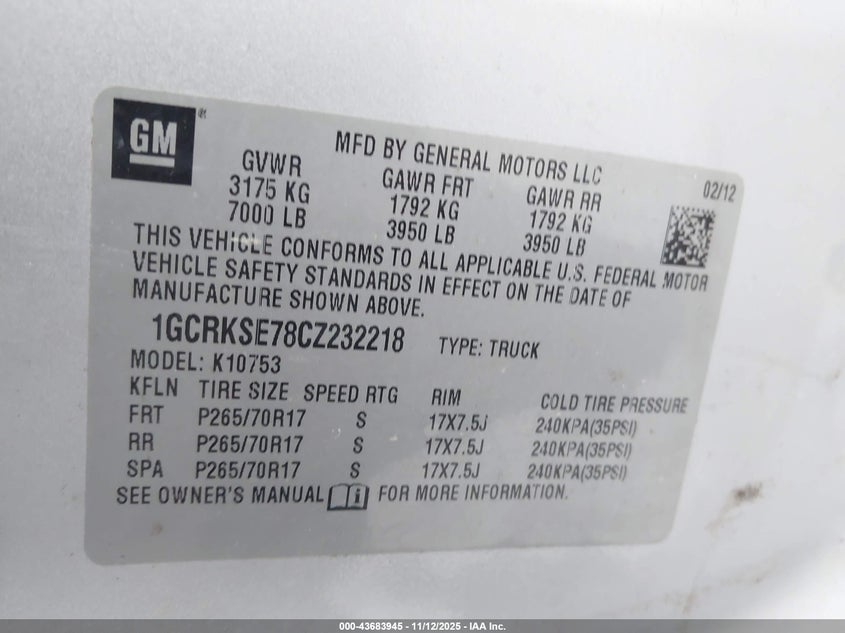 GM ®
MFD BY GENERAL MOTORS LLC
02/12
GVWR GAWR FRT GAWR RR
3175 KG 1792 KG 1792 KG
7000 LB 3950 LB 3950 LB
THIS VEHICLE CONFORMS TO ALL APPLICABLE U.S. FEDERAL MOTOR
VEHICLE SAFETY STANDARDS IN EFFECT ON THE DATE OF
MANUFACTURE SHOWN ABOVE.
1GCRKSE78CZ232218 TYPE: TRUCK
MODEL: K10753
KFLN TIRE SIZE SPEED RTG RIM COLD TIRE PRESSURE
FRT P265/70R17 S 17X7.5J 240KPA(35PSI)
RR P265/70R17 S 17X7.5J 240KPA(35PSI)
SPA P265/70R17 S 17X7.5J 240KPA(35PSI)
SEE OWNER'S MANUAL i FOR MORE INFORMATION.
000-43683945 - 11/12/2025 - IAA Inc.